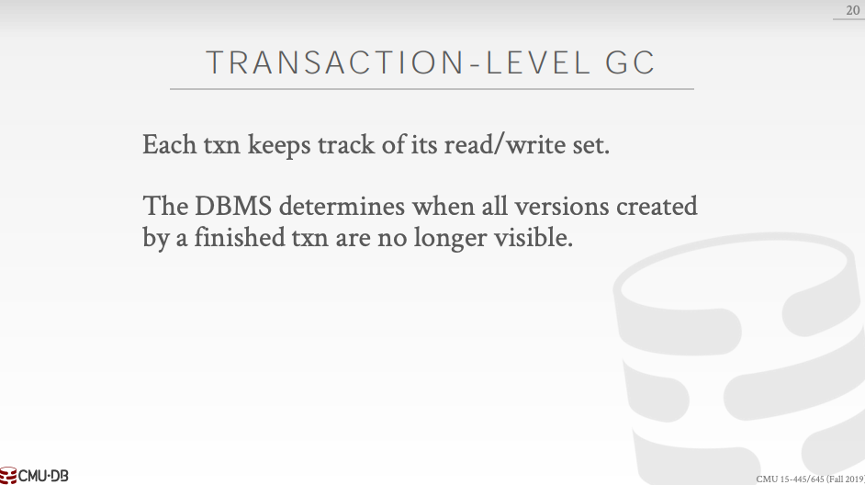 20
TRANSACTION-LEVEL GC
Each txn keeps track of its read/write set.
The DBMS determines when all versions created
by a finished txn are no longer visible.
CMU·DB
CMU 15-445/645 (Fall 2019)